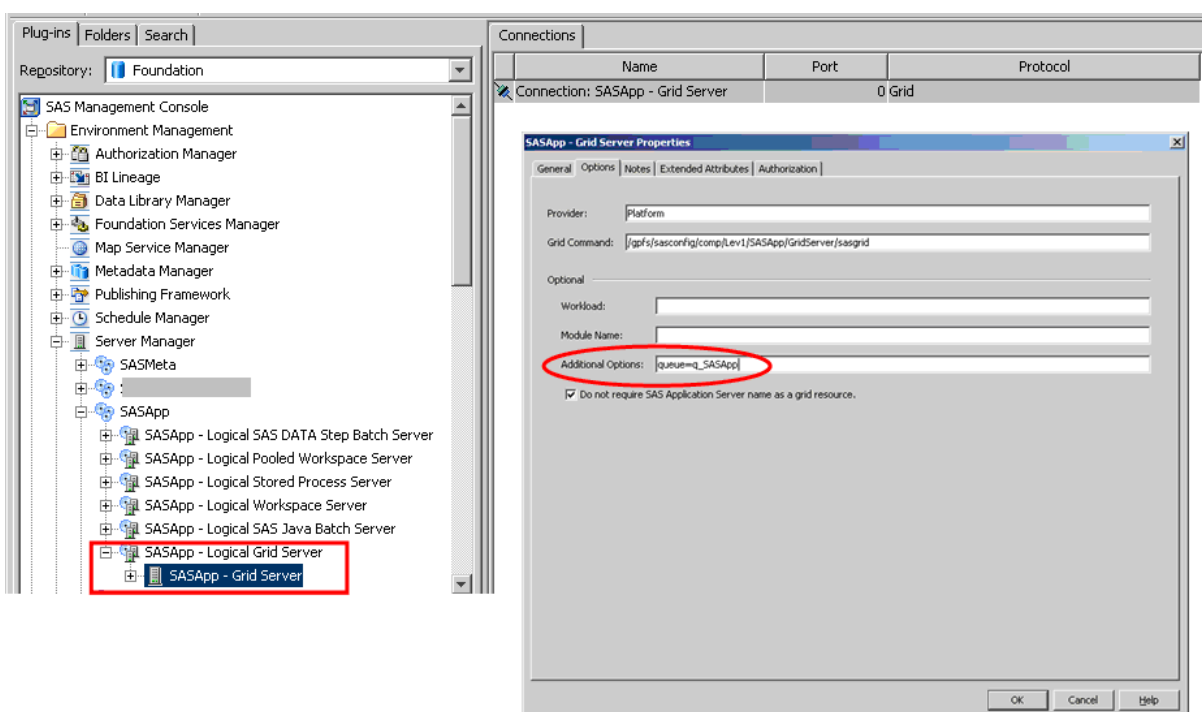 Plug-ins Folders Search
Repository: Foundation
SAS Management Console
Environment Management
Authorization Manager
BI Lineage
Data Library Manager
Foundation Services Manager
Map Service Manager
Metadata Manager
Publishing Framework
Schedule Manager
Server Manager
SASMeta
SASApp
SASApp - Logical SAS DATA Step Batch Server
SASApp - Logical Pooled Workspace Server
SASApp - Logical Stored Process Server
SASApp - Logical Workspace Server
SASApp - Logical SAS Java Batch Server
SASApp - Logical Grid Server
SASApp - Grid Server
Connections
Name Port Protocol
Connection: SASApp - Grid Server 0 Grid
SASApp - Grid Server Properties
General Options Notes Extended Attributes Authorization
Provider: Platform
Grid Command: /gpfs/sasconfig/comp/Lev1/SASApp/GridServer/sasgrid
Optional
Workload:
Module Name:
Additional Options: queue=q_SASApp
Do not require SAS Application Server name as a grid resource.
OK Cancel Help